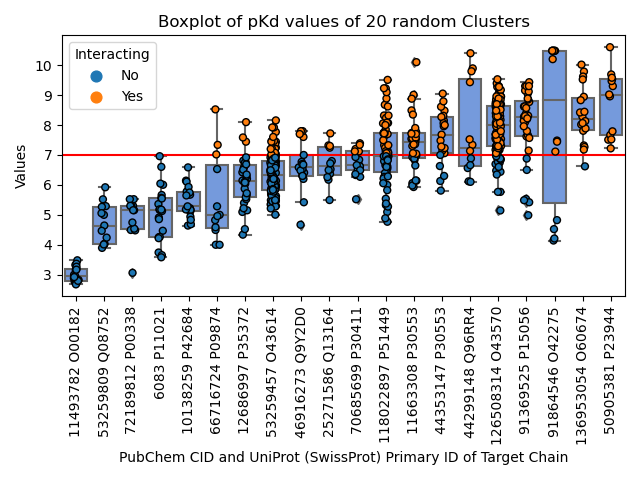 Boxplot of pKd values of 20 random Clusters
Interacting
No
Yes
Values
10
9
8
7
6
5
4
3
11493782 O00182
53259809 Q08752
72189812 P00338
6083 P11021
10138259 P42684
66716724 P09874
12686997 P35372
53259457 O43614
46916273 Q9Y2D0
25271586 Q13164
70685699 P30411
118022897 P51449
11663308 P30553
44353147 P30553
44299148 Q96RR4
126508314 O43570
91369525 P15056
91864546 O42275
136953054 O60674
50905381 P23944
PubChem CID and UniProt (SwissProt) Primary ID of Target Chain